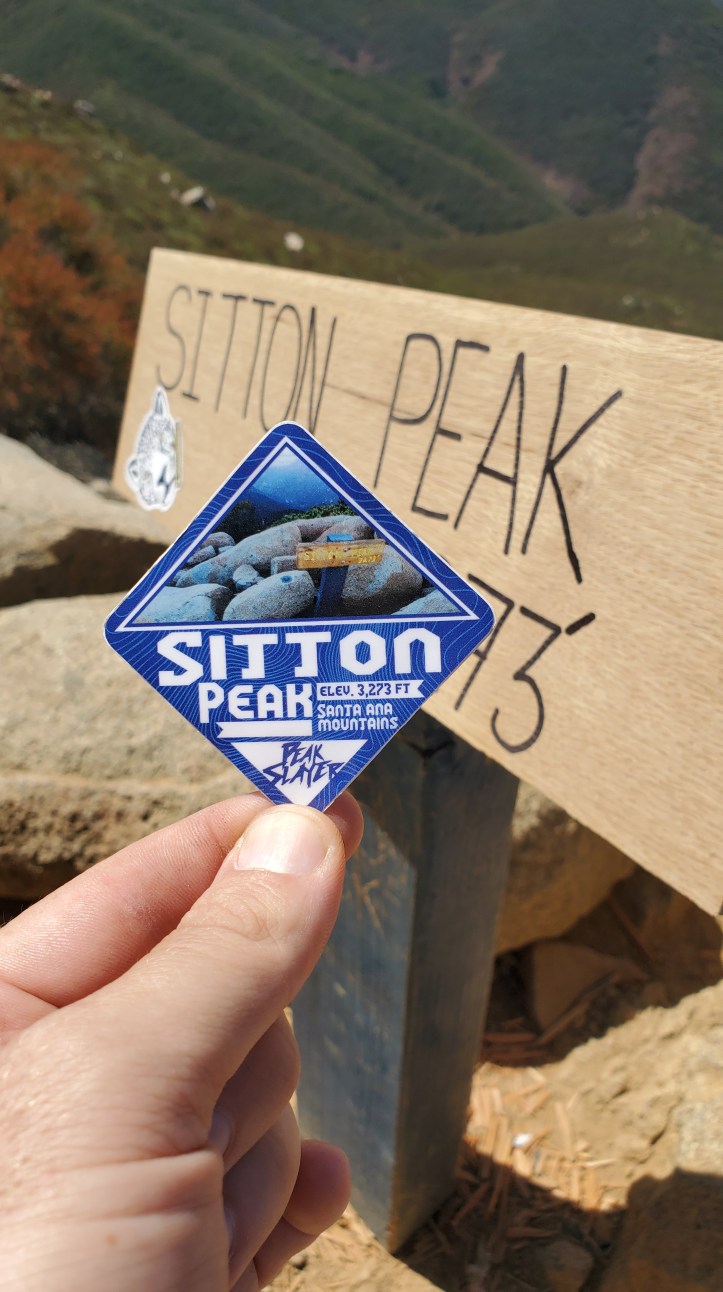 SITTON PEAK
73'
SITTON
PEAK
ELEV. 3,273 FT
SANTA ANA
MOUNTAINS
PEAK
SLAYER